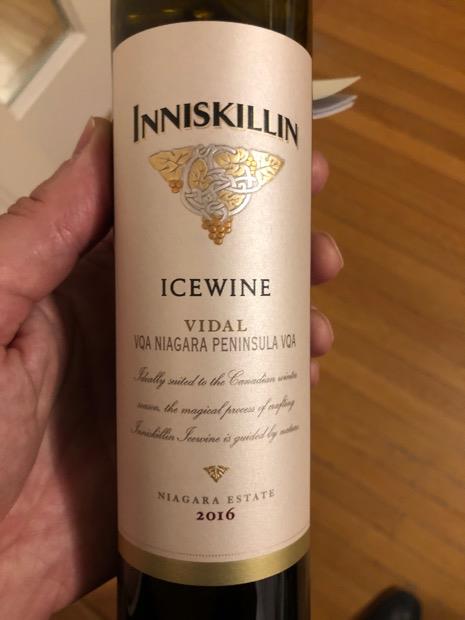 INNISKILLIN
ICEWINE
VIDAL
VQA NIAGARA PENINSULA VQA
Ideally suited to the Canadian winter
season, the magical process of crafting
Inniskillin Icewine is guided by nature.
NIAGARA ESTATE
2016